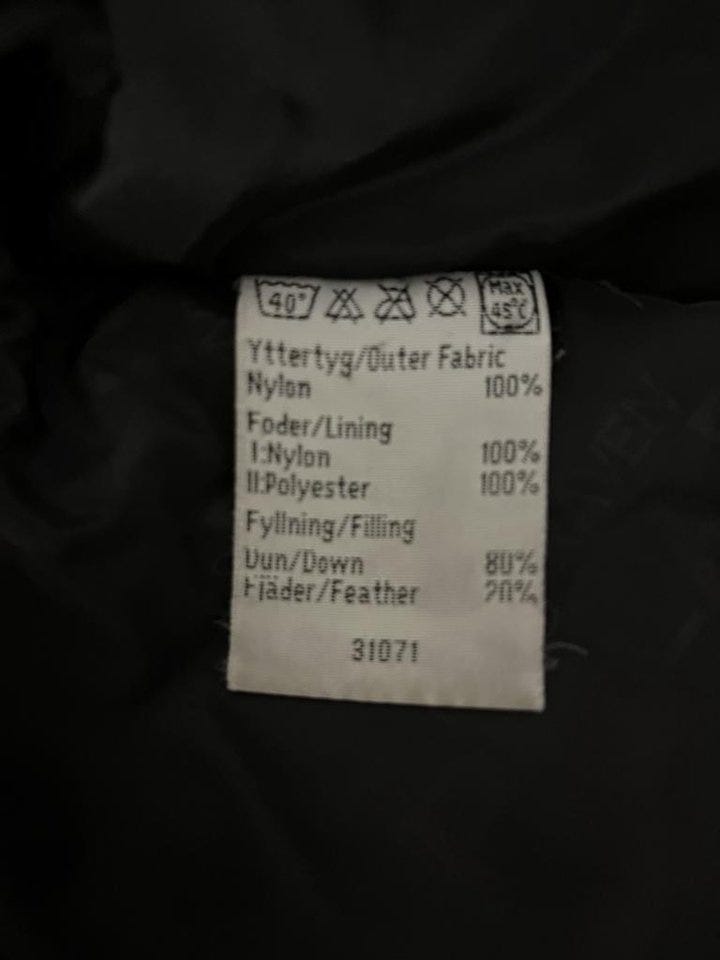 40°
Max
45°C
Yttertyg/Outer Fabric
Nylon 100%
Foder/Lining
I:Nylon 100%
II:Polyester 100%
Fyllning/Filling
Dun/Down 80%
Fjäder/Feather 20%
31071